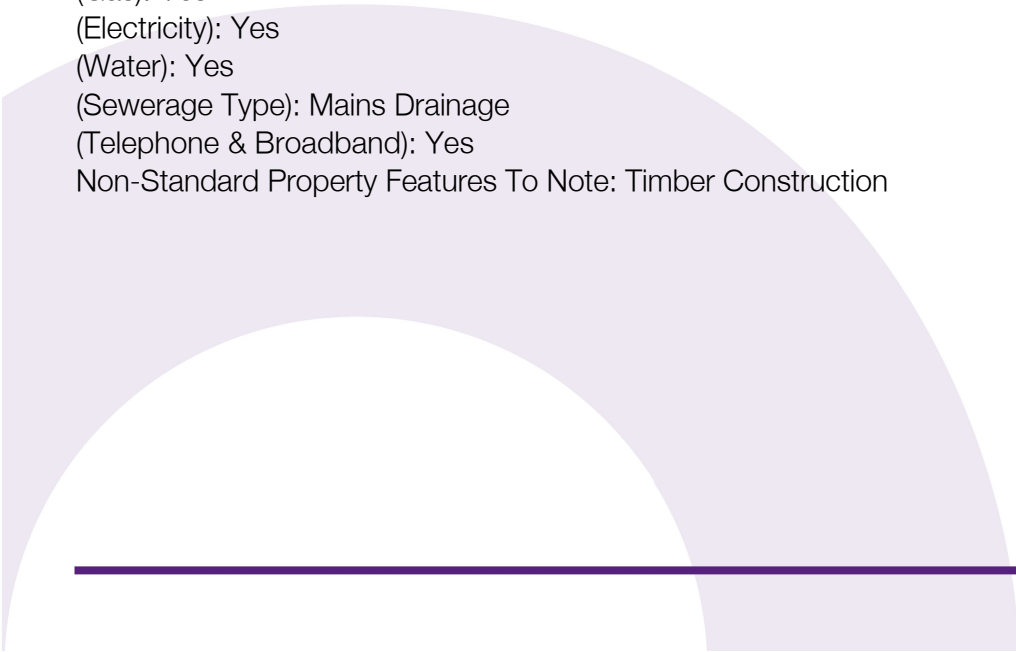 (Electricity): Yes
(Water): Yes
(Sewerage Type): Mains Drainage
(Telephone & Broadband): Yes
Non-Standard Property Features To Note: Timber Construction